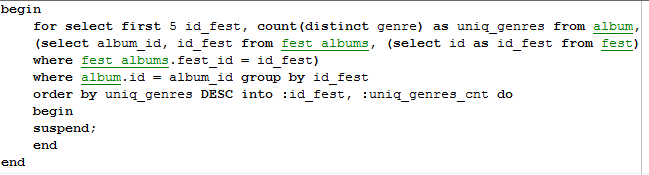 begin
for select first 5 id_fest, count(distinct genre) as uniq_genres from album,
(select album_id, id_fest from fest_albums, (select id as id_fest from fest)
where fest_albums.fest_id = id_fest)
where album.id = album_id group by id_fest
order by uniq_genres DESC into :id_fest, :uniq_genres_cnt do
begin
suspend;
end
end